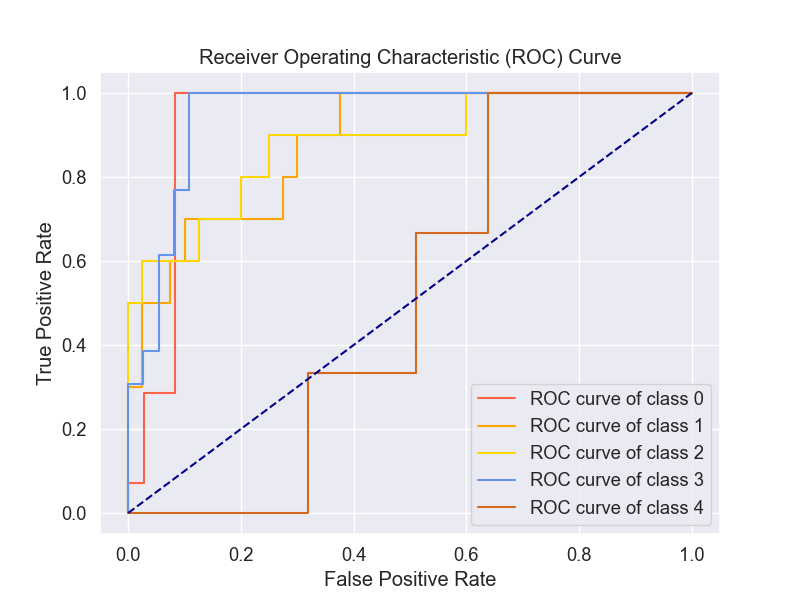 Receiver Operating Characteristic (ROC) Curve
1.0
0.8
0.6
0.4
0.2
0.0
True Positive Rate
ROC curve of class 0
ROC curve of class 1
ROC curve of class 2
ROC curve of class 3
ROC curve of class 4
0.0 0.2 0.4 0.6 0.8 1.0
False Positive Rate